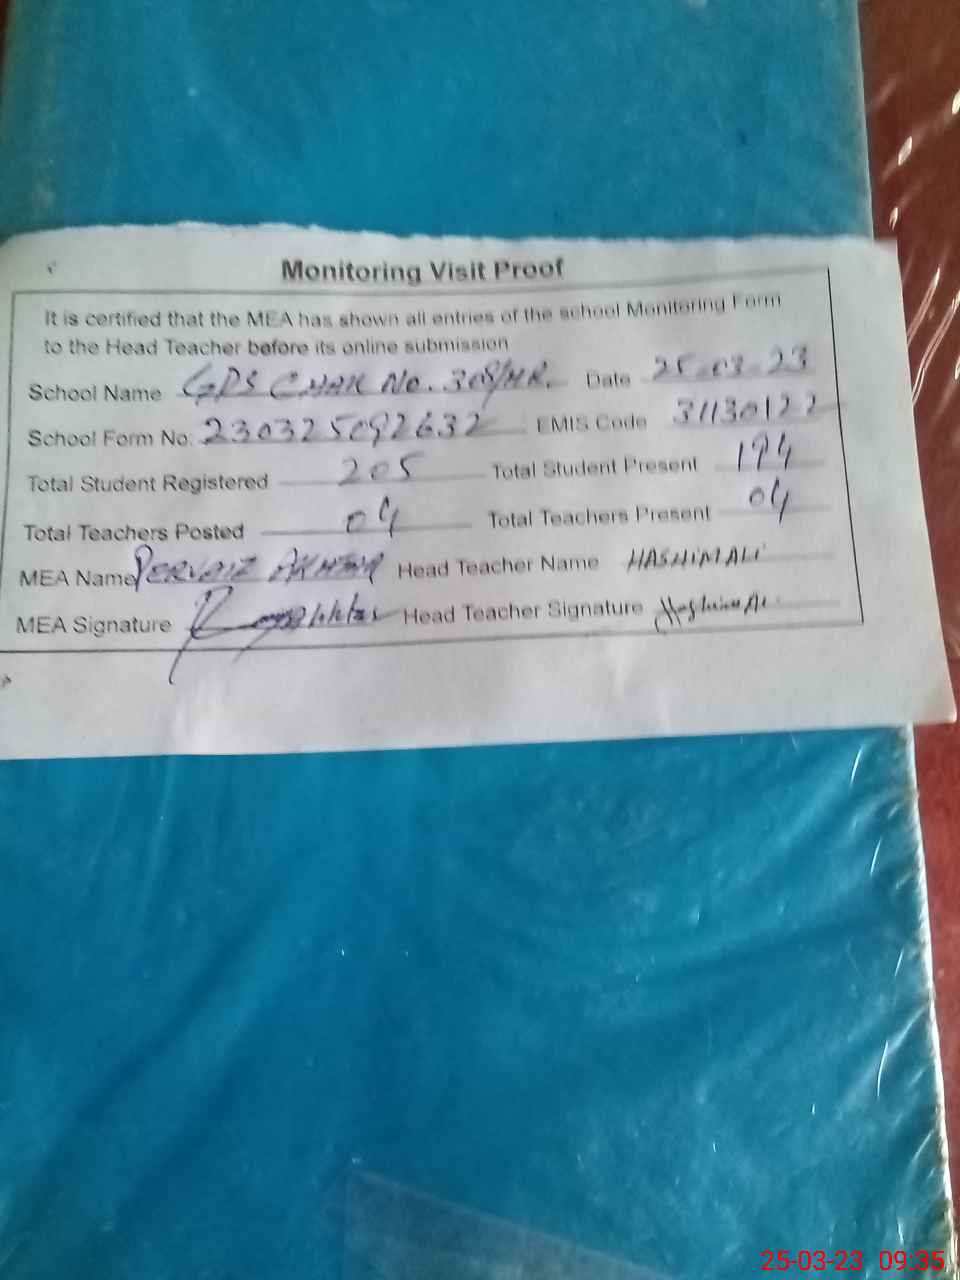 Monitoring Visit Proof
It is certified that the MEA has shown all entries of the school Monitoring Form
to the Head Teacher before its online submission
School Name GPS CHAK No. 308/HR. Date 25-03-23
School Form No: 230325092632 EMIS Code 31130122
Total Student Registered 205 Total Student Present 194
Total Teachers Posted 04 Total Teachers Present 04
MEA Name PERVAIZ AKHTAR Head Teacher Name HASHIM ALI
MEA Signature Head Teacher Signature Hashim Ali
25-03-23 09:35